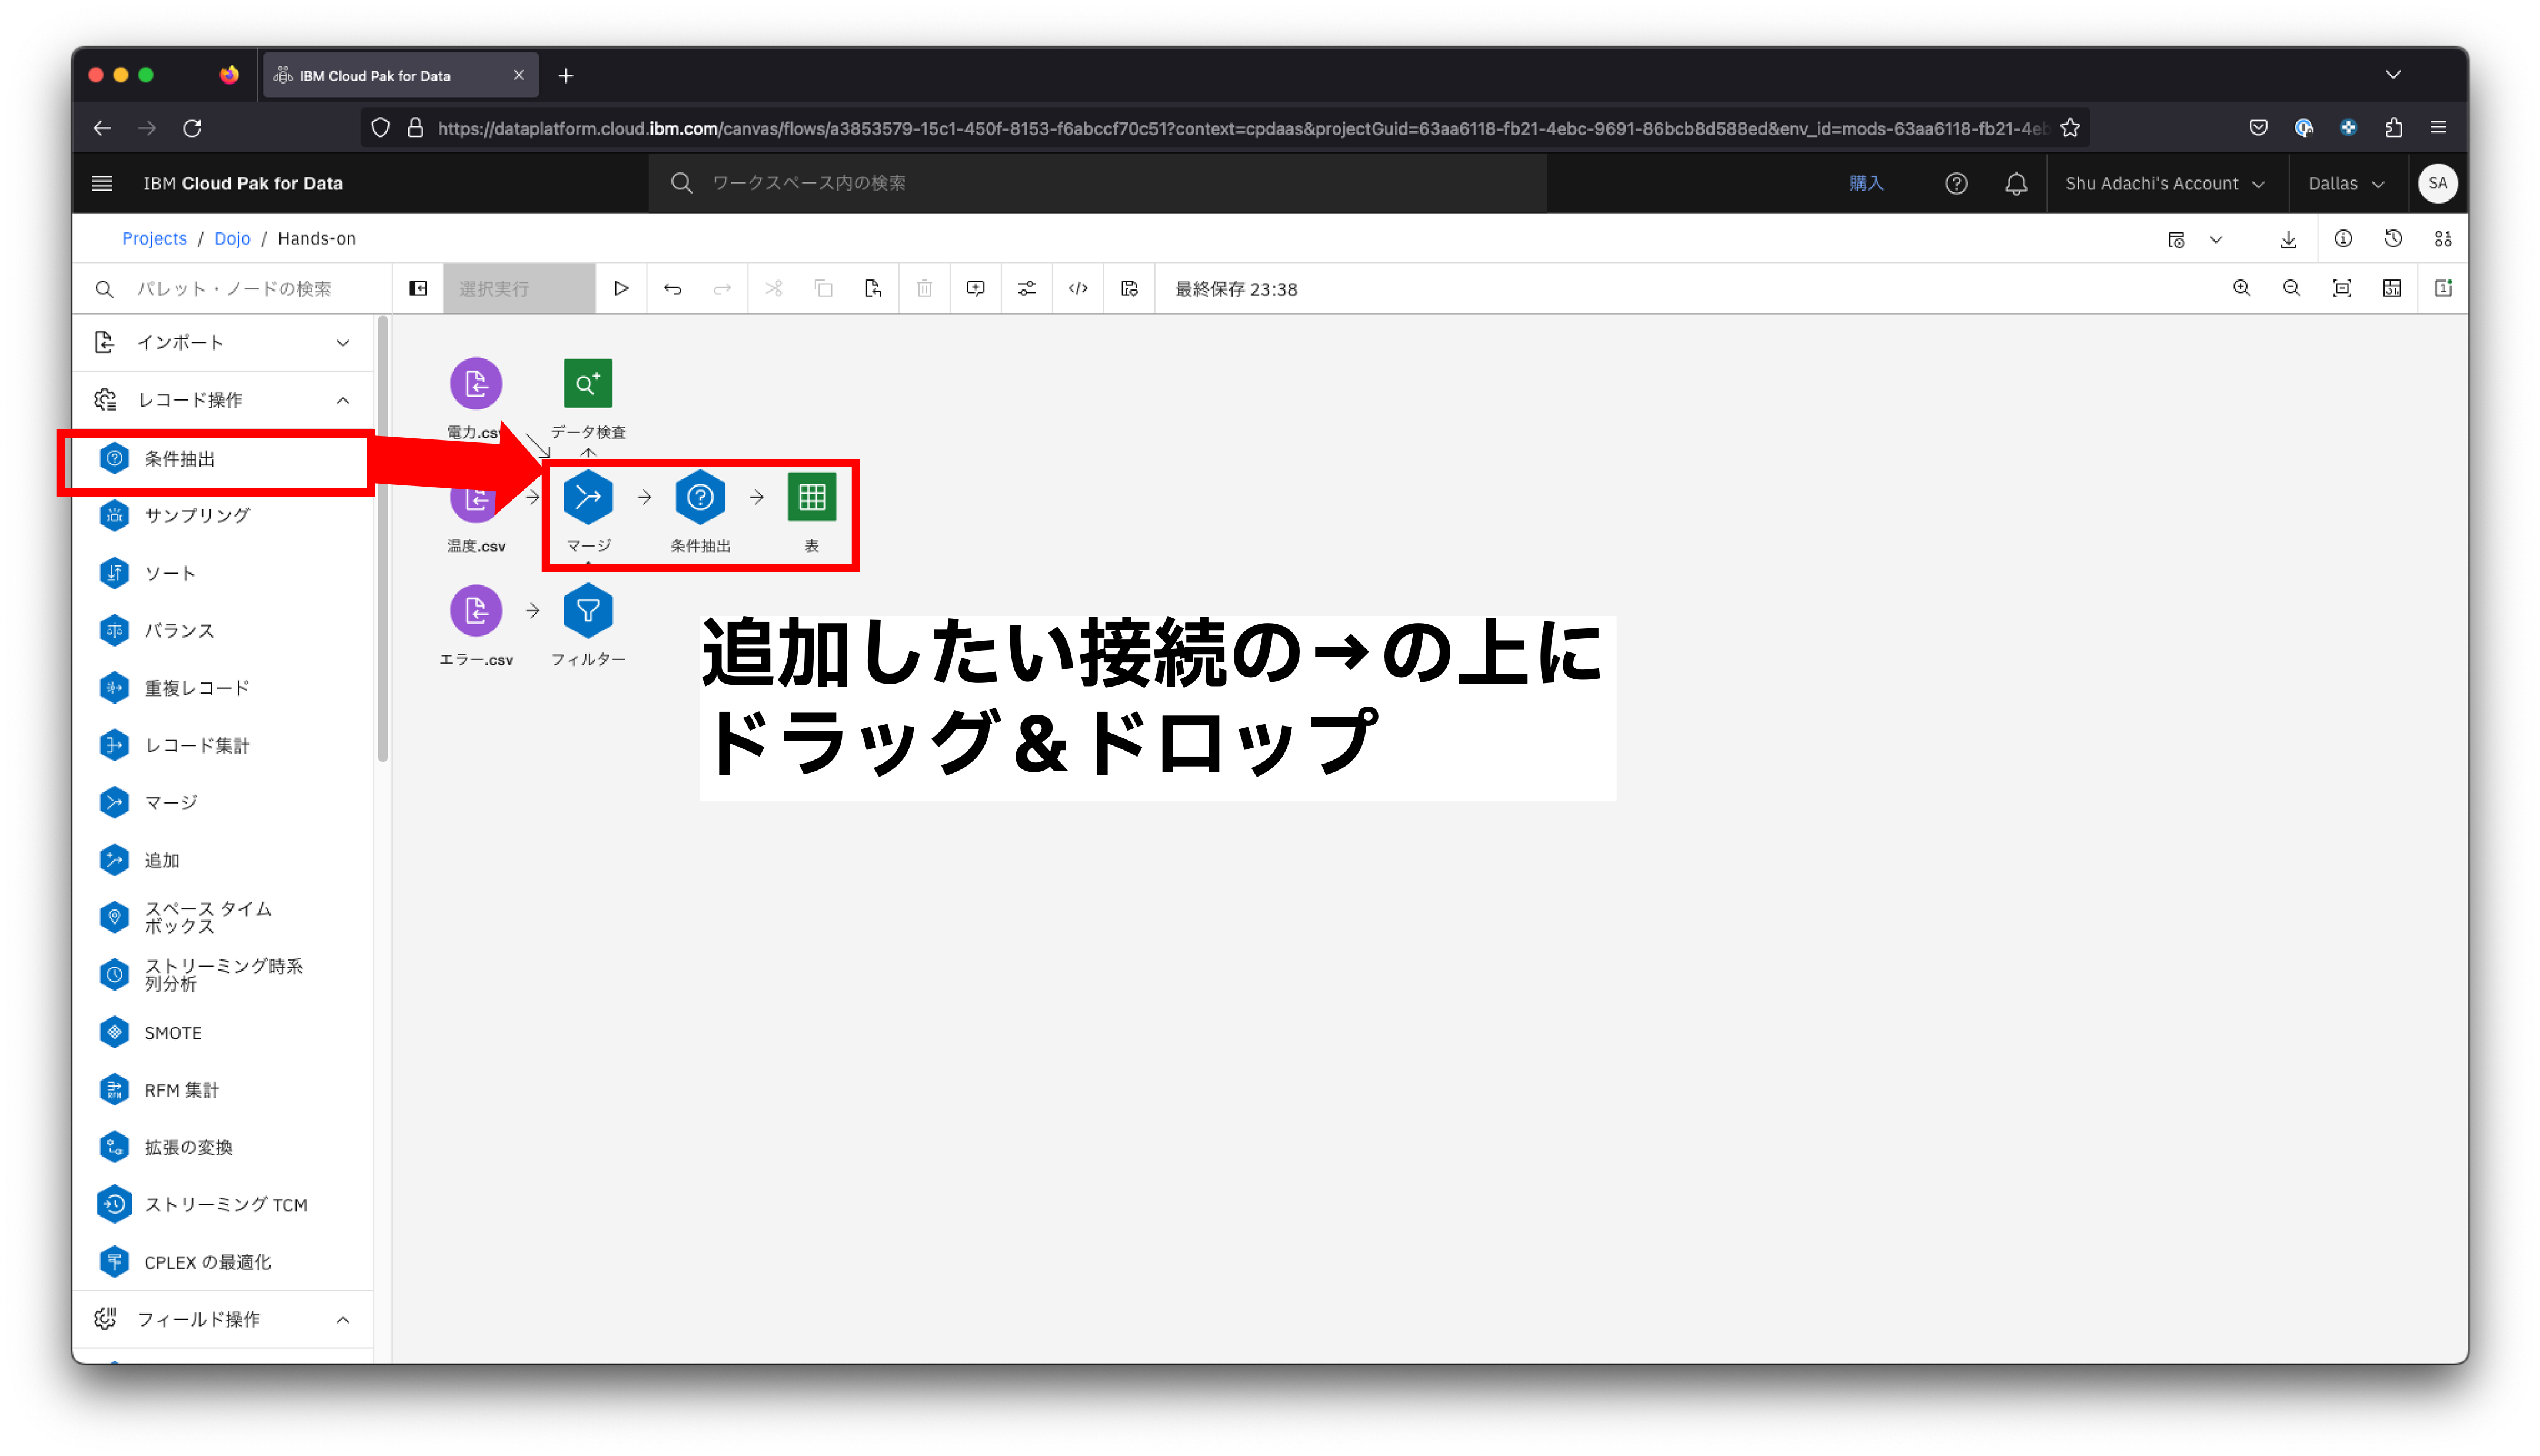 IBM Cloud Pak for Data
https://dataplatform.cloud.ibm.com/canvas/flows/a3853579-15c1-450f-8153-f6abccf70c51?context=cpdaas&projectGuid=63aa6118-fb21-4ebc-9691-86bcb8d588ed&env_id=mods-63aa6118-fb21-4eb
IBM Cloud Pak for Data
ワークスペース内の検索
購入
Shu Adachi's Account
Dallas
SA
Projects / Dojo / Hands-on
パレット・ノードの検索
選択実行
最終保存 23:38
インポート
レコード操作
条件抽出
サンプリング
ソート
バランス
重複レコード
レコード集計
マージ
追加
スペース タイム
ボックス
ストリーミング時系
列分析
SMOTE
RFM 集計
拡張の変換
ストリーミング TCM
CPLEX の最適化
フィールド操作
電力.csv
データ検査
温度.csv
マージ
条件抽出
表
エラー.csv
フィルター
追加したい接続の→の上に
ドラッグ＆ドロップ